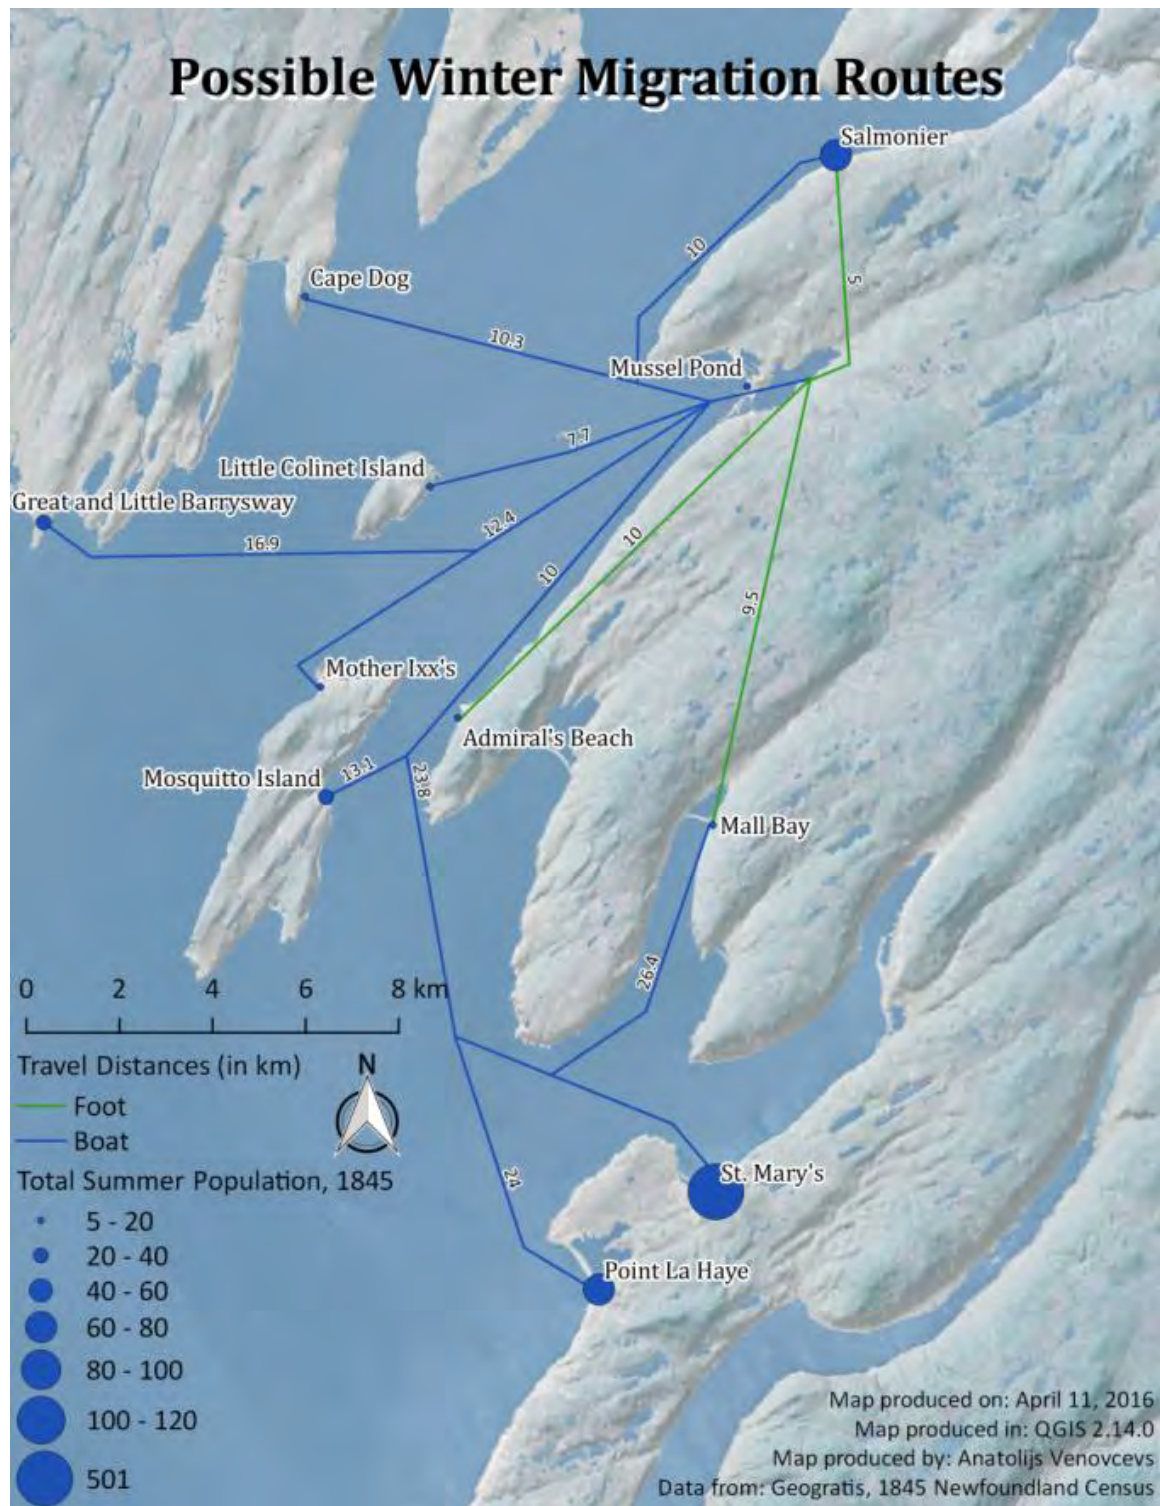 Possible Winter Migration Routes
Salmonier
10
5
Cape Dog
10.3
Mussel Pond
7.7
Little Colinet Island
Great and Little Barrysway
12.4
16.9
10
10
9.5
Mother Ixx's
Admiral's Beach
Mosquitto Island
13.1
23.8
Mall Bay
26.4
0 2 4 6 8 km
Travel Distances (in km)
N
Foot
Boat
24
St. Mary's
Total Summer Population, 1845
5 - 20
20 - 40
40 - 60
Point La Haye
60 - 80
80 - 100
100 - 120
501
Map produced on: April 11, 2016
Map produced in: QGIS 2.14.0
Map produced by: Anatolijs Venovcevs
Data from: Geogratis, 1845 Newfoundland Census